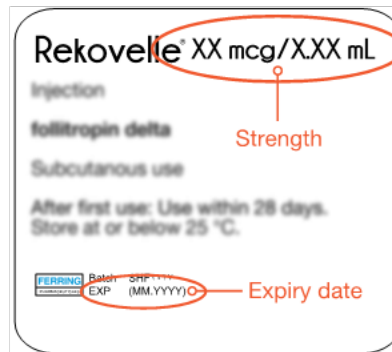 Rekovelle® XX mcg/X.XX mL
Injection
Strength
follitropin delta
Subcutanous use
After first use: Use within 28 days.
Store at or below 25 °C.
FERRING Batch
EXP (MM.YYYY) Expiry date